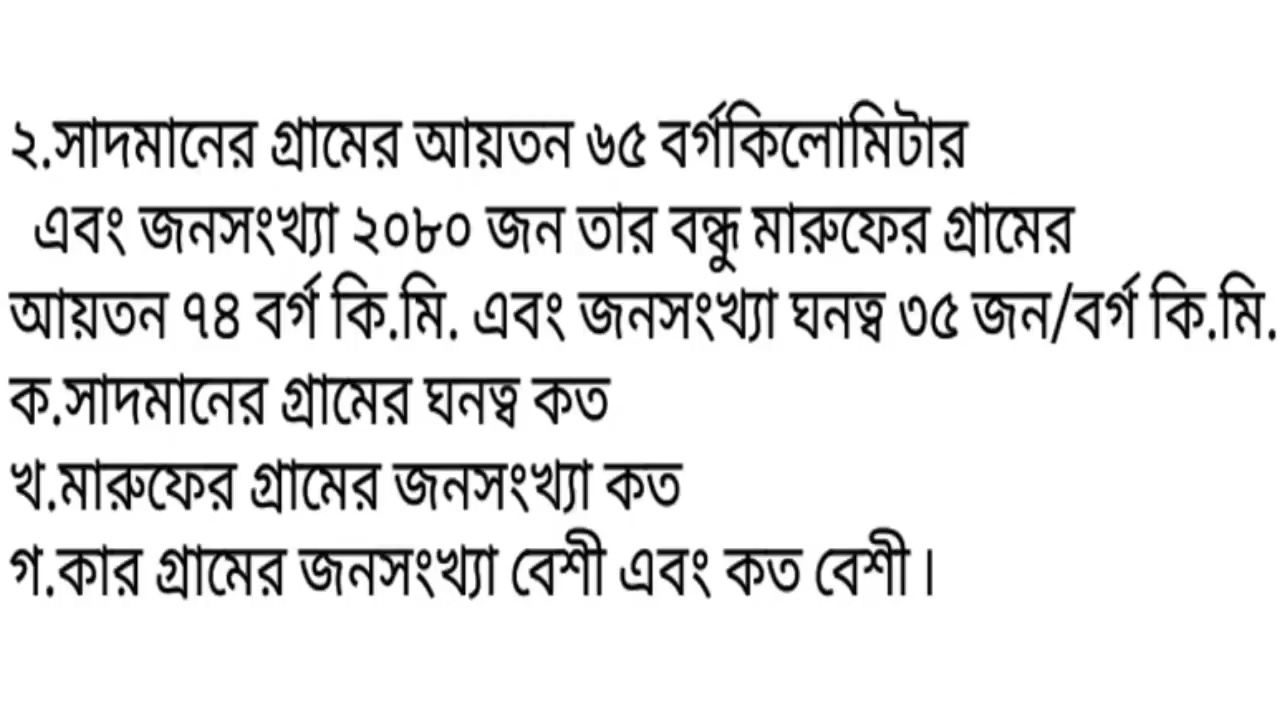 ২.সাদমানের গ্রামের আয়তন ৬৫ বর্গকিলোমিটার
এবং জনসংখ্যা ২০৮০ জন তার বন্ধু মারুফের গ্রামের
আয়তন ৭৪ বর্গ কি.মি. এবং জনসংখ্যা ঘনত্ব ৩৫ জন/বর্গ কি.মি.
ক.সাদমানের গ্রামের ঘনত্ব কত
খ.মারুফের গ্রামের জনসংখ্যা কত
গ.কার গ্রামের জনসংখ্যা বেশী এবং কত বেশী।